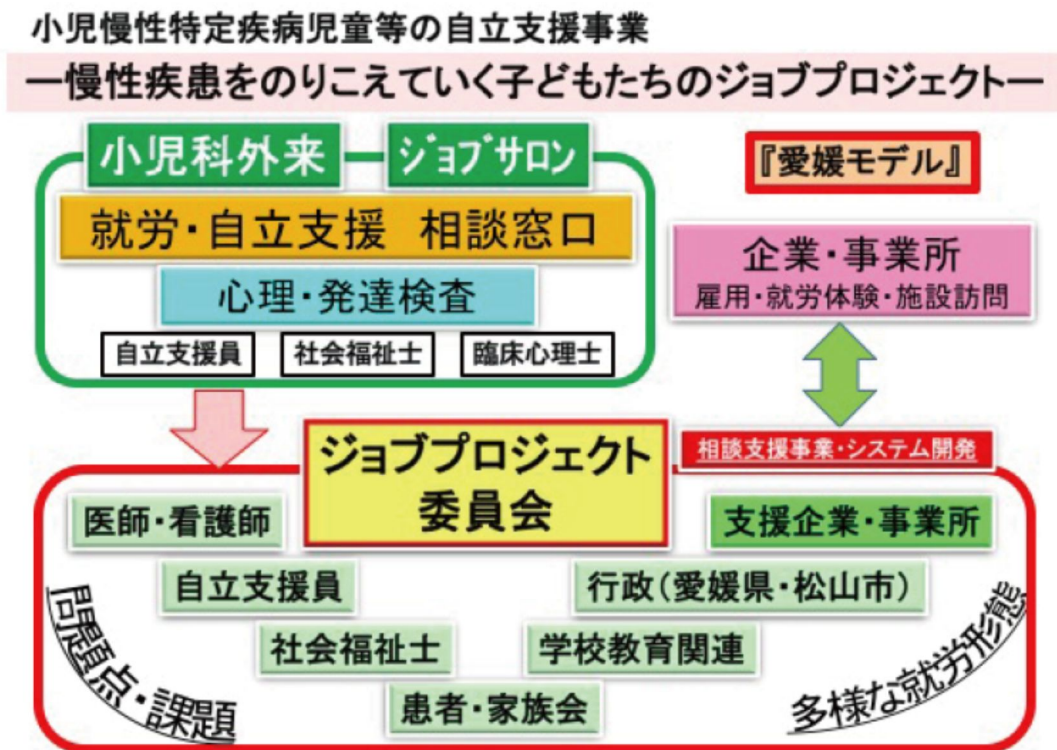 小児慢性特定疾病児童等の自立支援事業
―慢性疾患をのりこえていく子どもたちのジョブプロジェクト―
小児科外来
ジョブサロン
『愛媛モデル』
就労・自立支援 相談窓口
心理・発達検査
自立支援員
社会福祉士
臨床心理士
企業・事業所
雇用・就労体験・施設訪問
ジョブプロジェクト
委員会
相談支援事業・システム開発
医師・看護師
支援企業・事業所
自立支援員
行政(愛媛県・松山市)
社会福祉士
学校教育関連
患者・家族会
問題点・課題
多様な就労形態